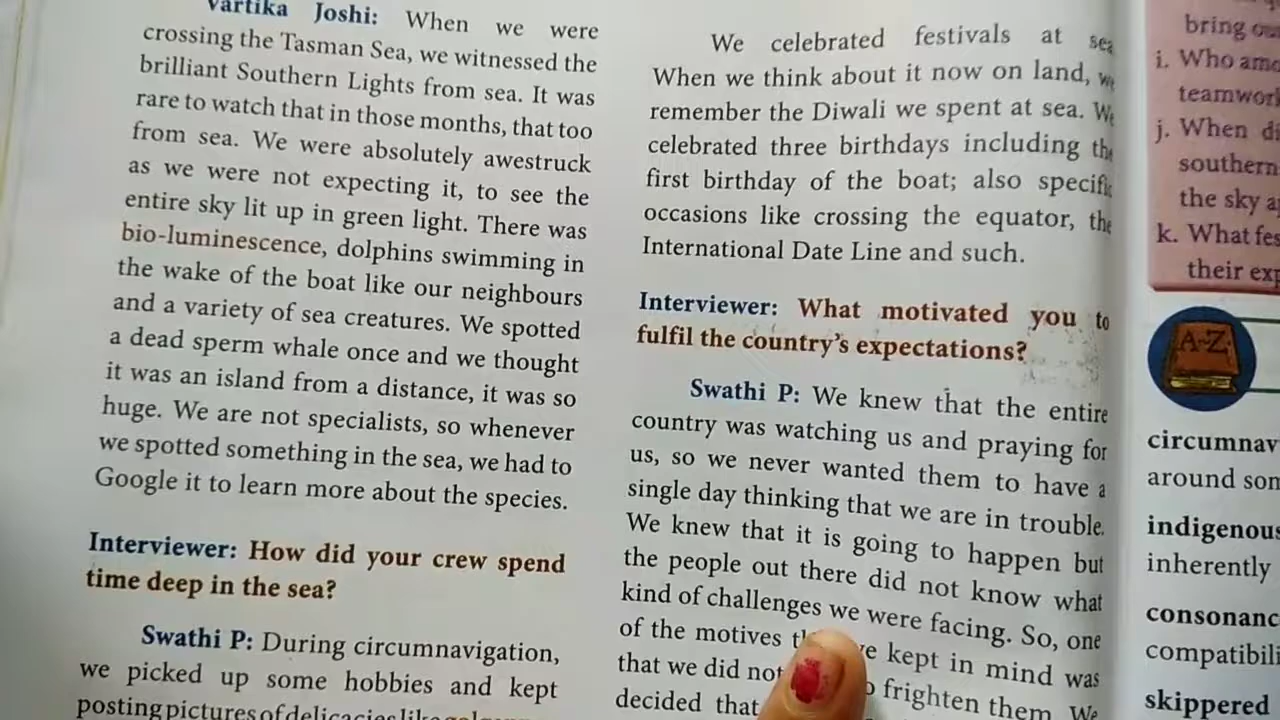 Vartika Joshi: When we were
crossing the Tasman Sea, we witnessed the
brilliant Southern Lights from sea. It was
rare to watch that in those months, that too
from sea. We were absolutely awestruck
as we were not expecting it, to see the
entire sky lit up in green light. There was
bio-luminescence, dolphins swimming in
the wake of the boat like our neighbours
and a variety of sea creatures. We spotted
a dead sperm whale once and we thought
it was an island from a distance, it was so
huge. We are not specialists, so whenever
we spotted something in the sea, we had to
Google it to learn more about the species.
Interviewer: How did your crew spend
time deep in the sea?
Swathi P: During circumnavigation,
we picked up some hobbies and kept
posting pictures of delicacies like
We celebrated festivals at sea
When we think about it now on land, we
remember the Diwali we spent at sea. We
celebrated three birthdays including the
first birthday of the boat; also specific
occasions like crossing the equator, the
International Date Line and such.
Interviewer: What motivated you to
fulfil the country's expectations?
Swathi P: We knew that the entire
country was watching us and praying for
us, so we never wanted them to have a
single day thinking that we are in trouble.
We knew that it is going to happen but
the people out there did not know what
kind of challenges we were facing. So, one
of the motives kept in mind was
that we did not frighten them. We
decided that
bring
i. Who
teamwor
j. When
southern
the sky
k. What
their
A-Z
circumnav
around
indigenous
inherently
consonanc
compatibili
skippered